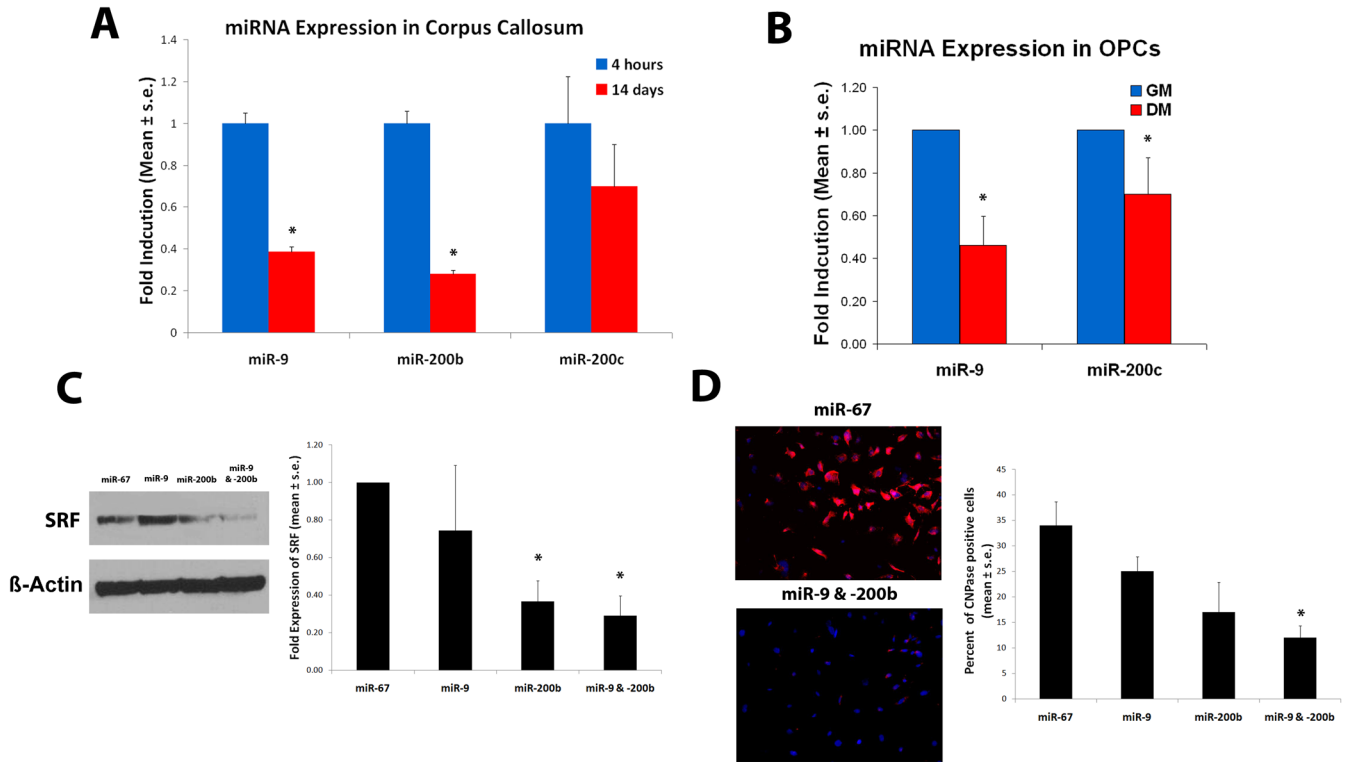 A
miRNA Expression in Corpus Callosum
Fold Indcution (Mean ± s.e.)
1.4
1.2
1
0.8
0.6
0.4
0.2
0
4 hours
14 days
*
*
miR-9
miR-200b
miR-200c
B
miRNA Expression in OPCs
Fold Indcution (Mean ± s.e.)
1.20
1.00
0.80
0.60
0.40
0.20
0.00
GM
DM
*
*
miR-9
miR-200c
C
miR-67
miR-9
miR-200b
miR-9
& -200b
SRF
ß-Actin
Fold Expression of SRF (mean ± s.e.)
1.20
1.00
0.80
0.60
0.40
0.20
0.00
*
*
miR-67
miR-9
miR-200b
miR-9 & -200b
D
miR-67
miR-9 & -200b
Percent of CNPase positive cells
(mean ± s.e.)
45
40
35
30
25
20
15
10
5
0
*
miR-67
miR-9
miR-200b
miR-9 & -200b